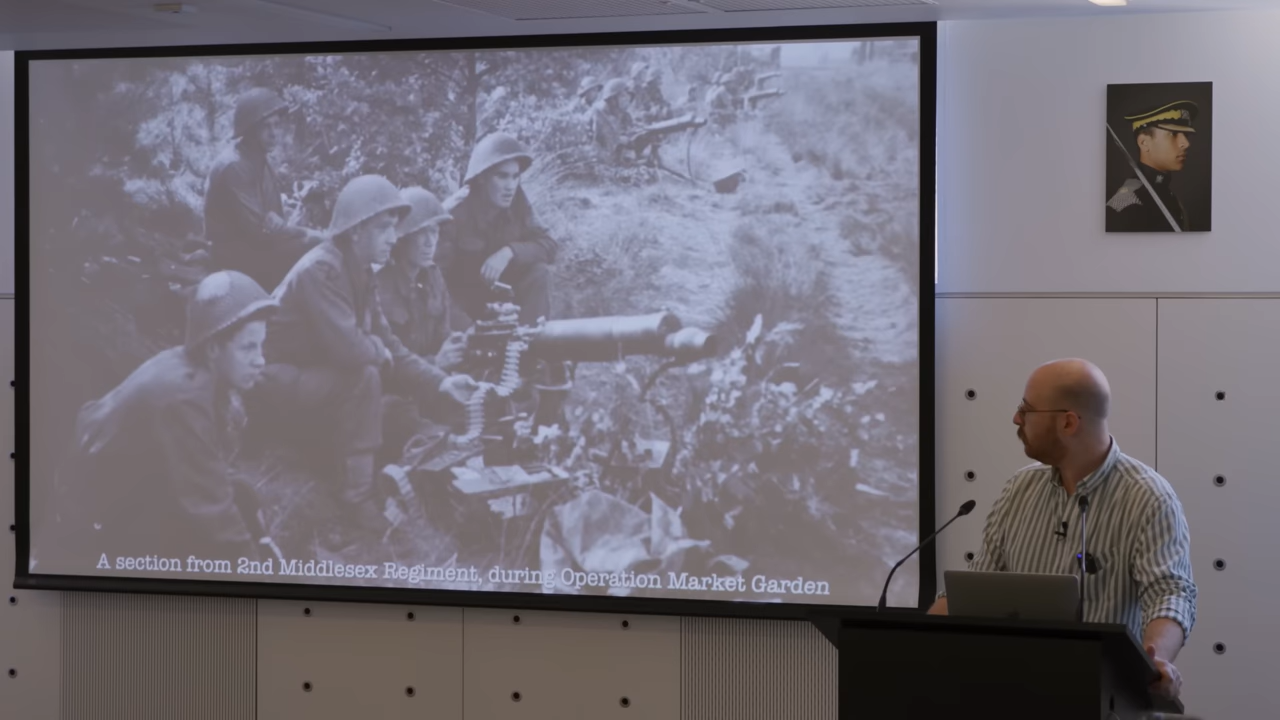 A section from 2nd Middlesex Regiment, during Operation Market Garden